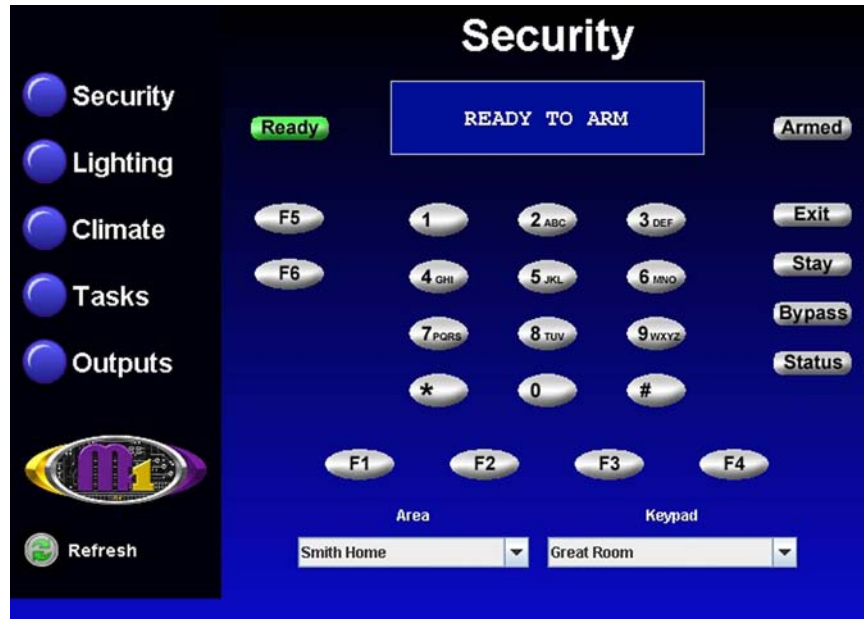 Security
Security
Ready
READY TO ARM
Armed
Lighting
Climate
Tasks
Outputs
F5
1
2 ABC
3 DEF
Exit
F6
4 GHI
5 JKL
6 MNO
Stay
7 PQRS
8 TUV
9 WXYZ
Bypass
Status
*
0
#
F1
F2
F3
F4
M1
Area
Keypad
Refresh
Smith Home
Great Room